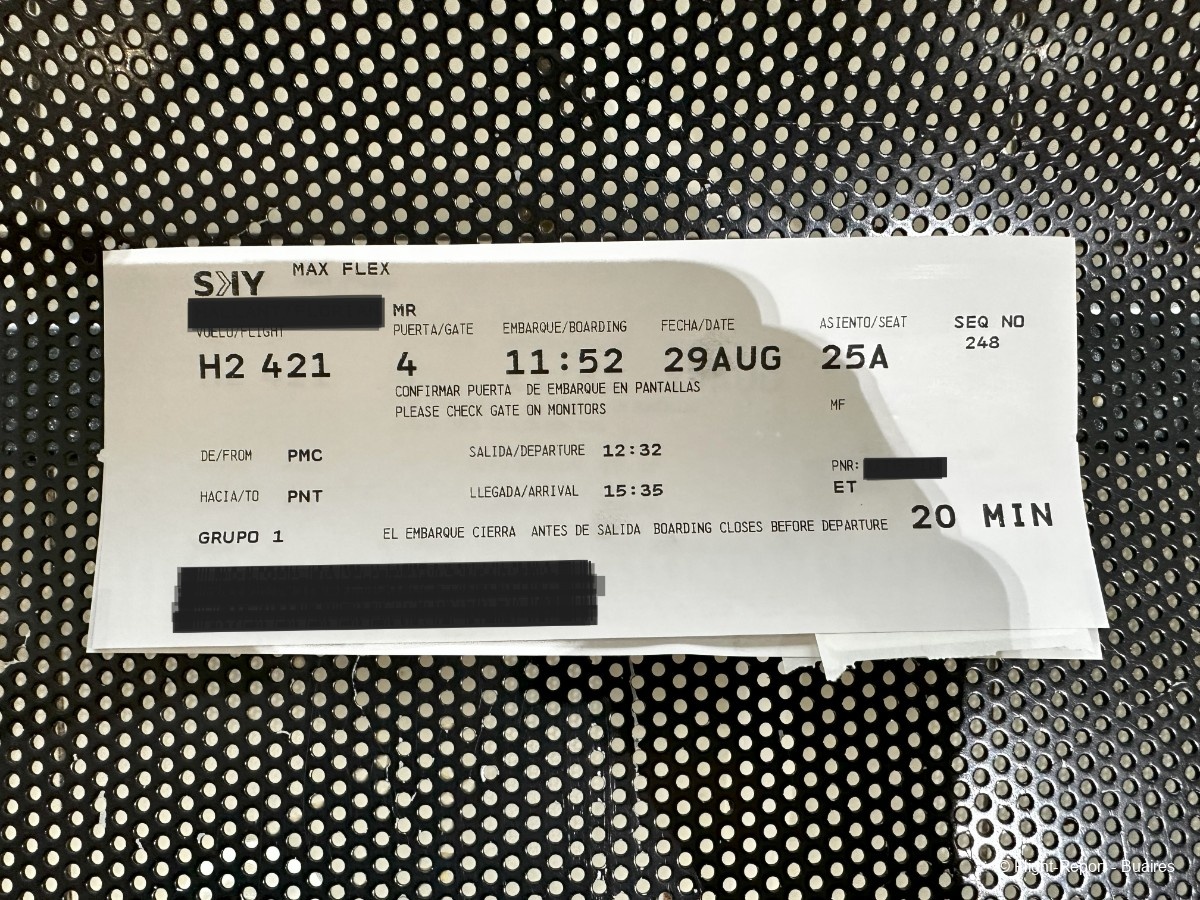 SKY MAX FLEX
MR
VUELO/FLIGHT PUERTA/GATE EMBARQUE/BOARDING FECHA/DATE ASIENTO/SEAT SEQ NO
H2 421 4 11:52 29AUG 25A 248
CONFIRMAR PUERTA DE EMBARQUE EN PANTALLAS
PLEASE CHECK GATE ON MONITORS MF
DE/FROM PMC SALIDA/DEPARTURE 12:32
PNR:
HACIA/TO PNT LLEGADA/ARRIVAL 15:35 ET
GRUPO 1 EL EMBARQUE CIERRA ANTES DE SALIDA BOARDING CLOSES BEFORE DEPARTURE 20 MIN
© Flight-Report - Buaires